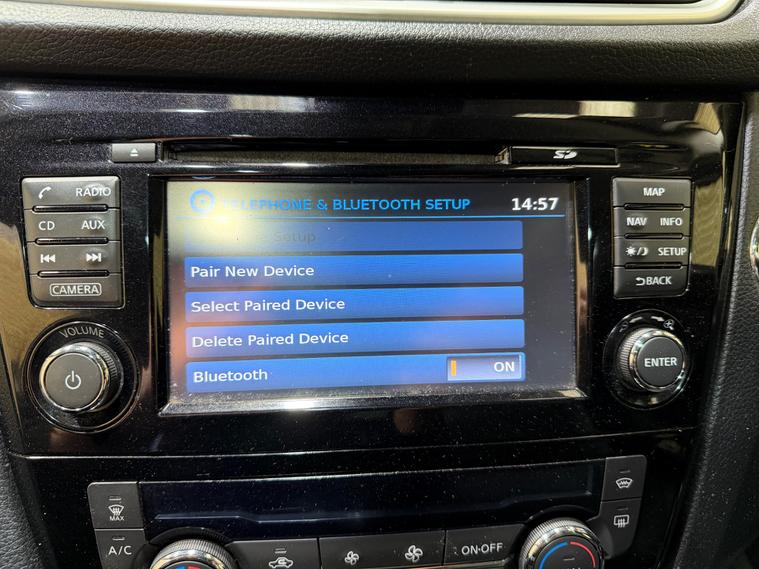 SD
RADIO
CD AUX
CAMERA
VOLUME
TELEPHONE & BLUETOOTH SETUP 14:57
Setup
Pair New Device
Select Paired Device
Delete Paired Device
Bluetooth ON
MAP
NAV INFO
SETUP
BACK
ENTER
MAX
A/C
ON·OFF